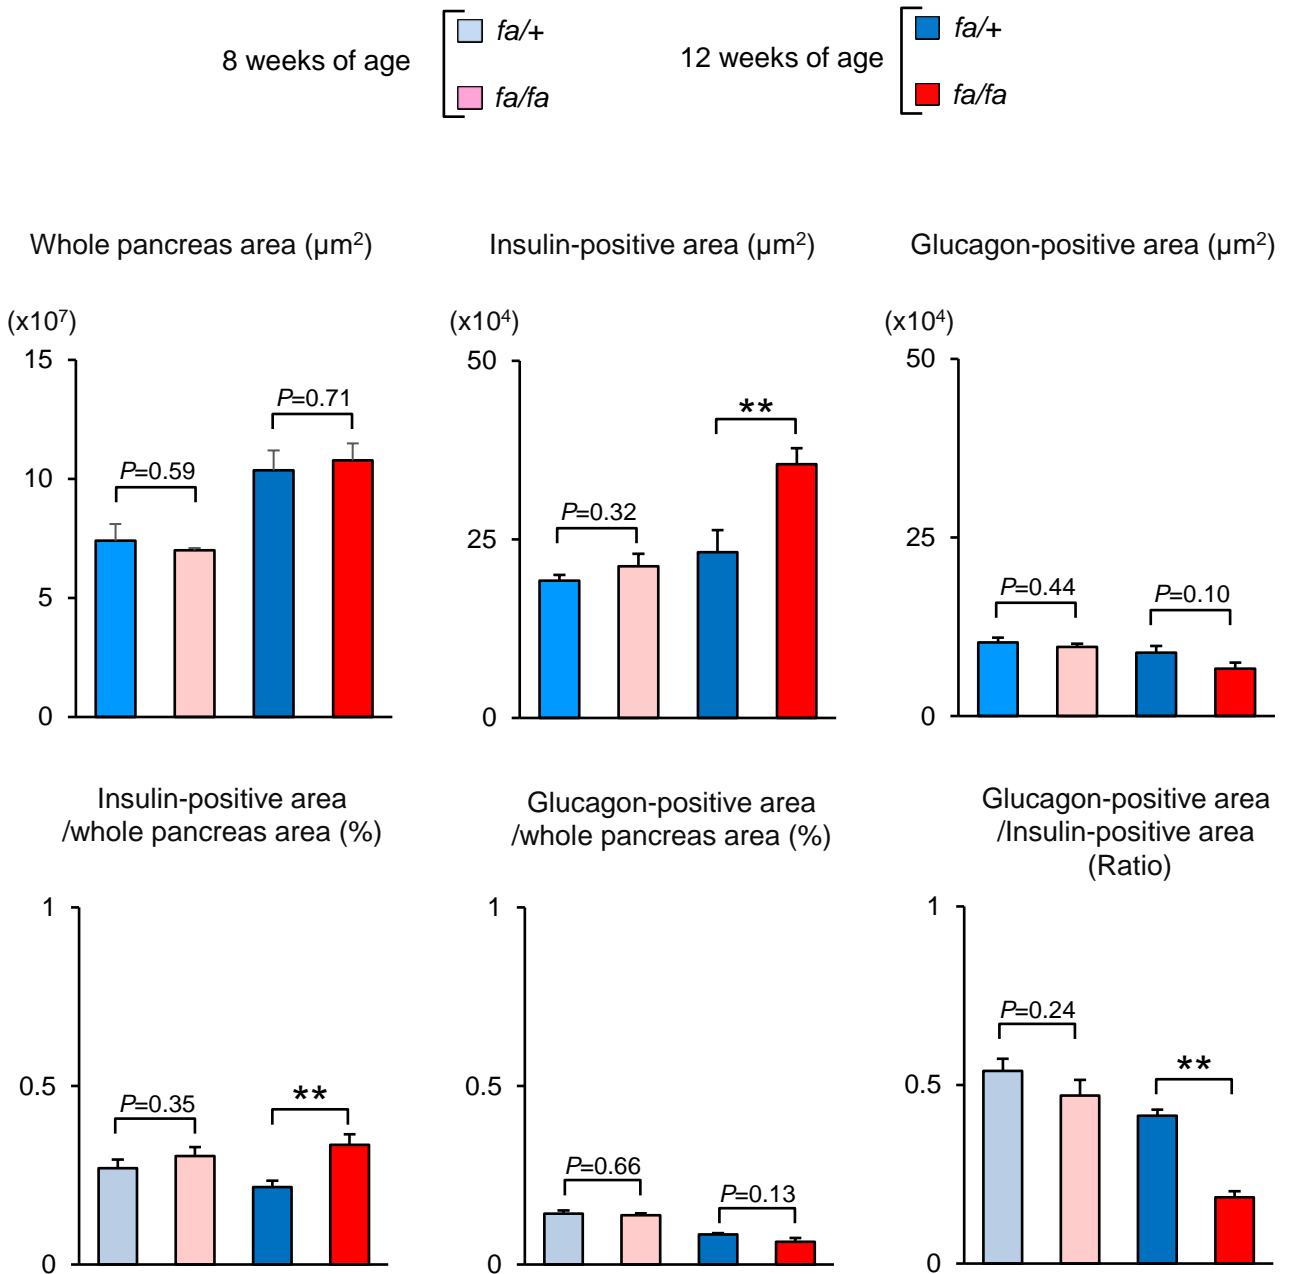 8 weeks of age
fa/+
fa/fa
12 weeks of age
fa/+
fa/fa
Whole pancreas area (µm²)
(x10⁷)
15
10
5
0
P=0.59
P=0.71
Insulin-positive area (µm²)
(x10⁴)
50
25
0
P=0.32
**
Glucagon-positive area (µm²)
(x10⁴)
50
25
0
P=0.44
P=0.10
Insulin-positive area
/whole pancreas area (%)
1
0.5
0
P=0.35
**
Glucagon-positive area
/whole pancreas area (%)
1
0.5
0
P=0.66
P=0.13
Glucagon-positive area
/Insulin-positive area
(Ratio)
1
0.5
0
P=0.24
**